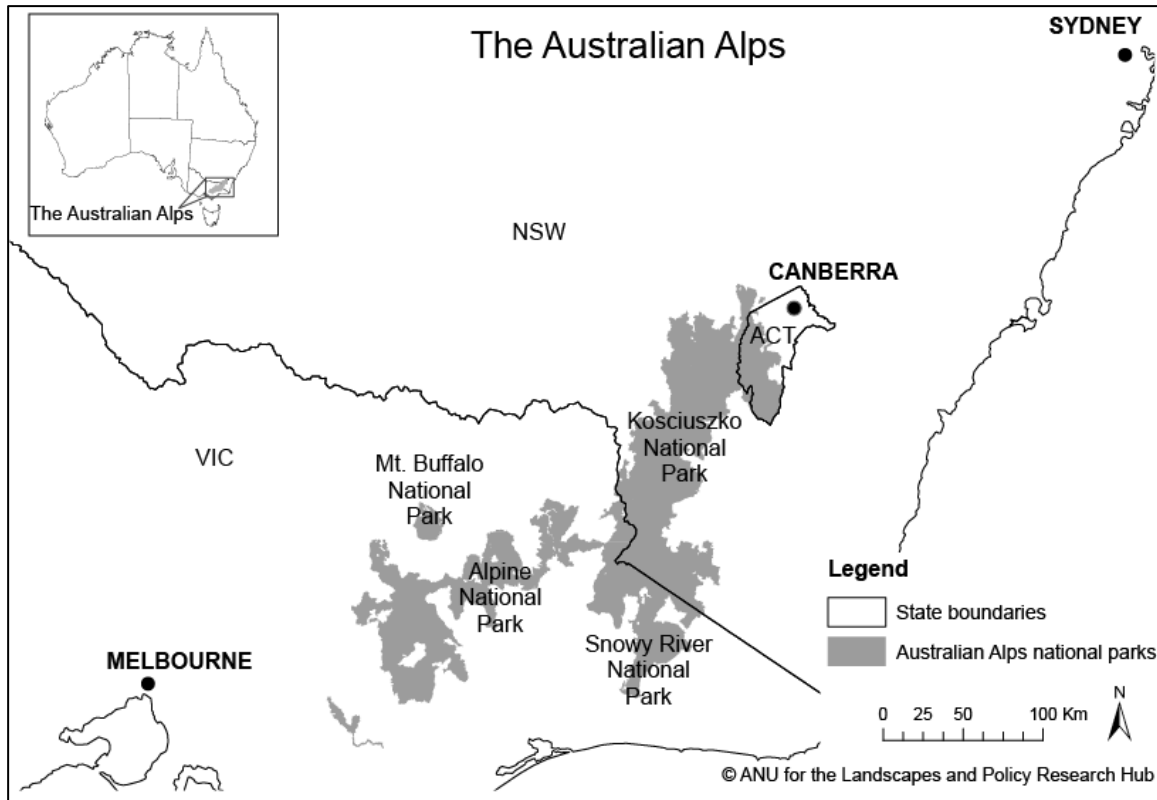 The Australian Alps
SYDNEY
The Australian Alps
NSW
CANBERRA
ACT
Kosciuszko
National
Park
VIC
Mt. Buffalo
National
Park
Alpine
National
Park
Snowy River
National
Park
MELBOURNE
Legend
State boundaries
Australian Alps national parks
N
0 25 50 100 Km
© ANU for the Landscapes and Policy Research Hub